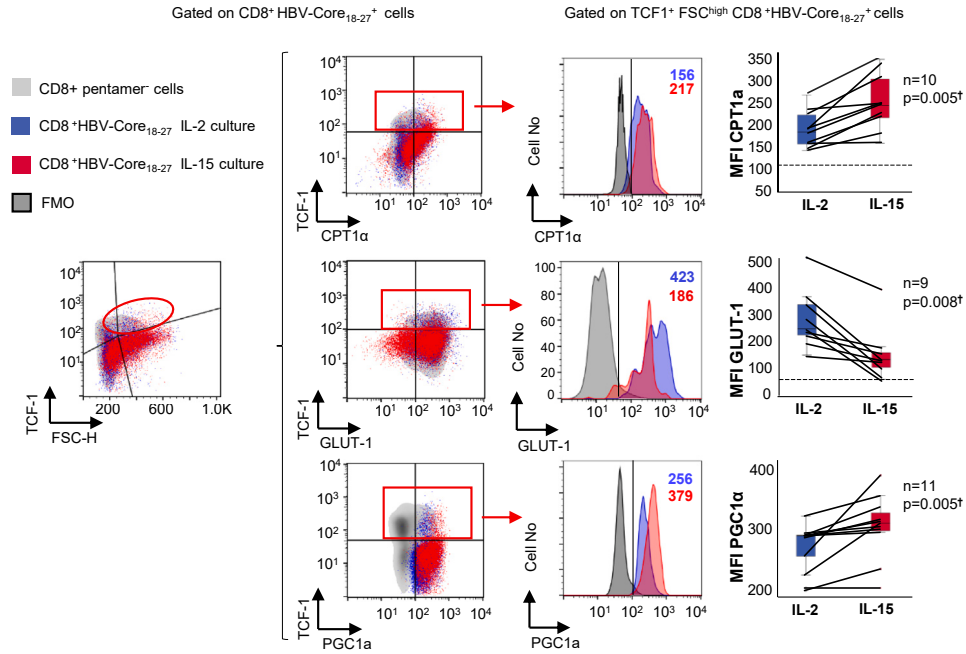 Gated on CD8⁺ HBV-Core₁₈₋₂₇⁺ cells
Gated on TCF1⁺ FSCʰⁱᵍʰ CD8 ⁺HBV-Core₁₈₋₂₇⁺ cells
CD8+ pentamer⁻ cells
CD8 ⁺HBV-Core₁₈₋₂₇ IL-2 culture
CD8 ⁺HBV-Core₁₈₋₂₇ IL-15 culture
FMO
10⁴
10³
10²
10¹
200 600 1.0K
TCF-1
FSC-H
10⁴
10³
10²
10¹
10¹ 10² 10³ 10⁴
TCF-1
CPT1α
156
217
Cell No
10¹ 10² 10³ 10⁴
CPT1α
MFI CPT1a
350
300
250
200
150
100
50
IL-2 IL-15
n=10
p=0.005†
10⁴
10³
10²
10¹
10¹ 10² 10³ 10⁴
TCF-1
GLUT-1
423
186
Cell No
100
80
60
40
20
0
10¹ 10² 10³ 10⁴
GLUT-1
MFI GLUT-1
500
400
300
200
100
0
IL-2 IL-15
n=9
p=0.008†
10⁴
10³
10²
10¹
10¹ 10² 10³ 10⁴
TCF-1
PGC1a
256
379
Cell No
10¹ 10² 10³ 10⁴
PGC1a
MFI PGC1α
400
300
200
IL-2 IL-15
n=11
p=0.005†